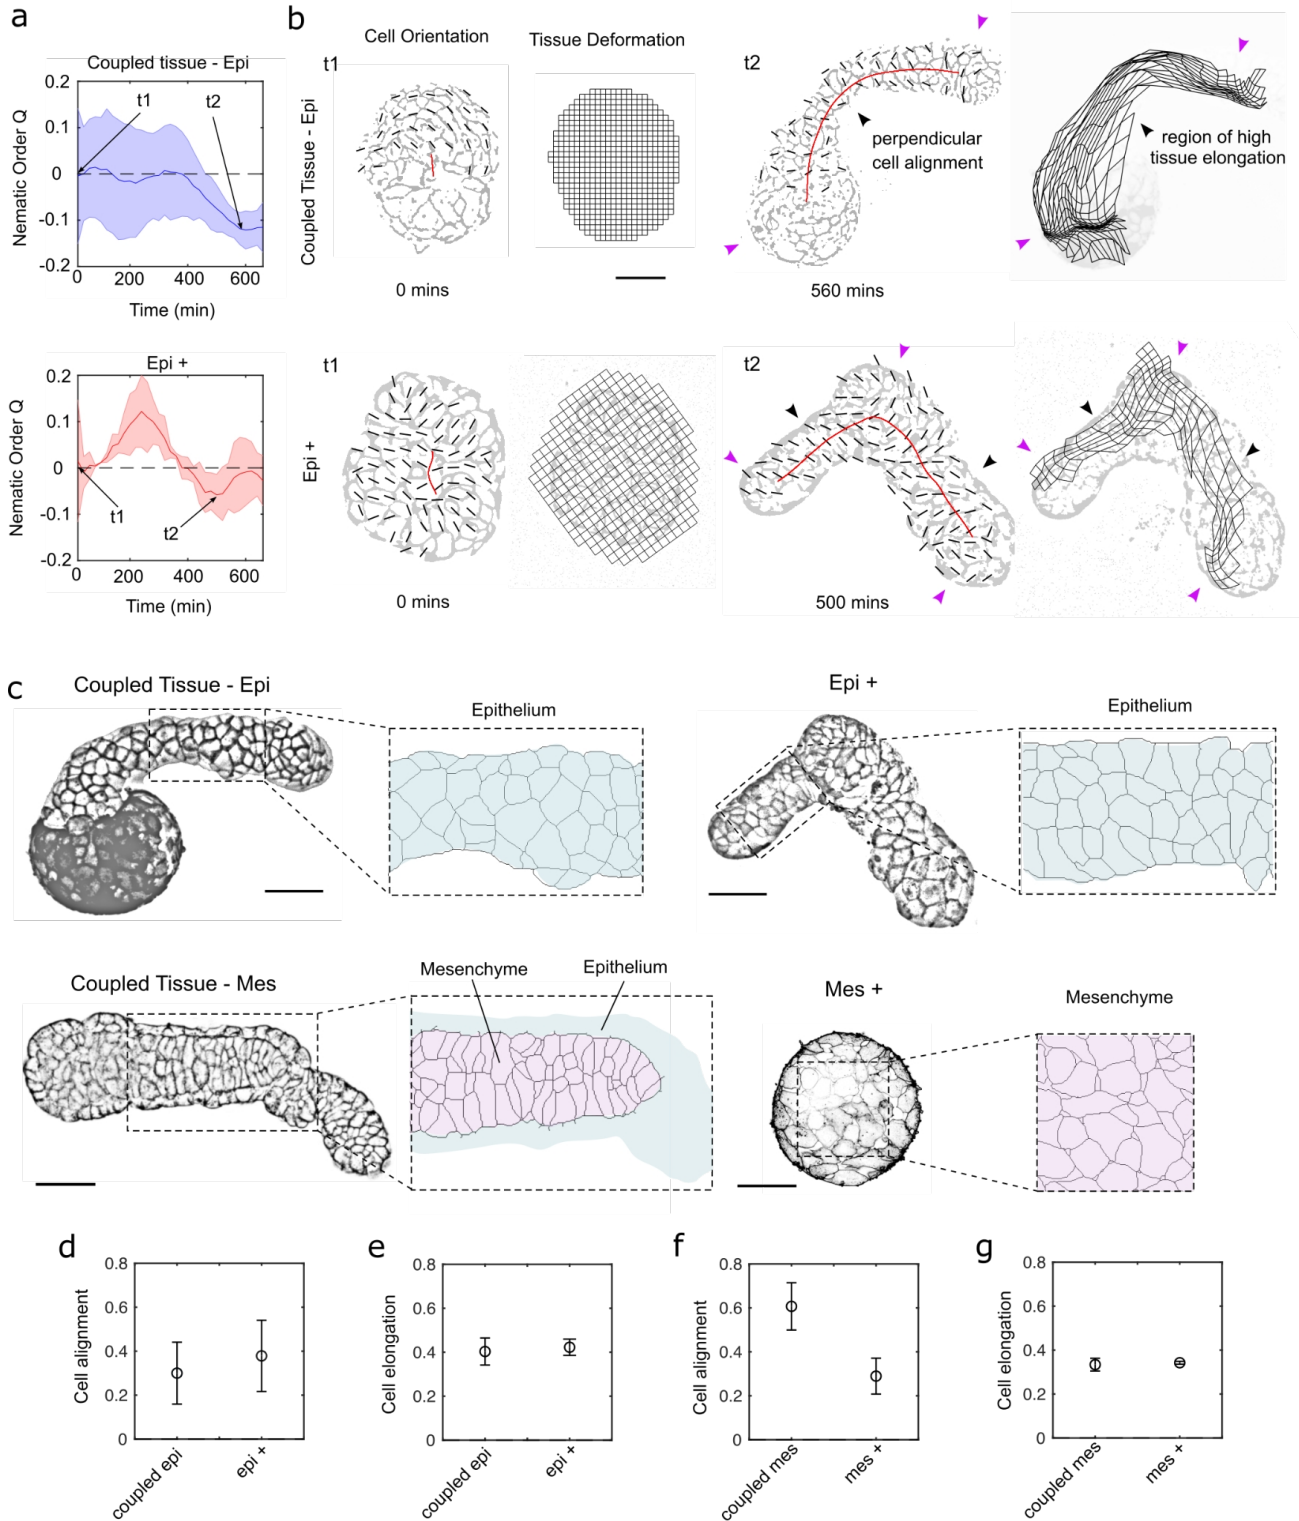 a
Coupled tissue - Epi
Nematic Order Q
0.2
0.1
0
-0.1
-0.2
t1
t2
0
200
400
600
Time (min)
Epi +
Nematic Order Q
0.2
0.1
0
-0.1
-0.2
t1
t2
0
200
400
600
Time (min)
b
Cell Orientation
Tissue Deformation
Coupled Tissue - Epi
t1
0 mins
t2
perpendicular
cell alignment
560 mins
region of high
tissue elongation
Epi +
t1
0 mins
t2
500 mins
c
Coupled Tissue - Epi
Epithelium
Epi +
Epithelium
Coupled Tissue - Mes
Mesenchyme
Epithelium
Mes +
Mesenchyme
d
Cell alignment
0.8
0.6
0.4
0.2
0
coupled epi
epi +
e
Cell elongation
0.8
0.6
0.4
0.2
0
coupled epi
epi +
f
Cell alignment
0.8
0.6
0.4
0.2
0
coupled mes
mes +
g
Cell elongation
0.8
0.6
0.4
0.2
0
coupled mes
mes +